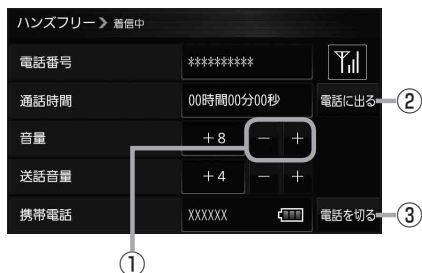 ハンズフリー❯ 着信中
電話番号 **********
通話時間 00時間00分00秒 電話に出る ②
音量 +8 − +
送話音量 +4 − +
携帯電話 XXXXXX 電話を切る ③
①